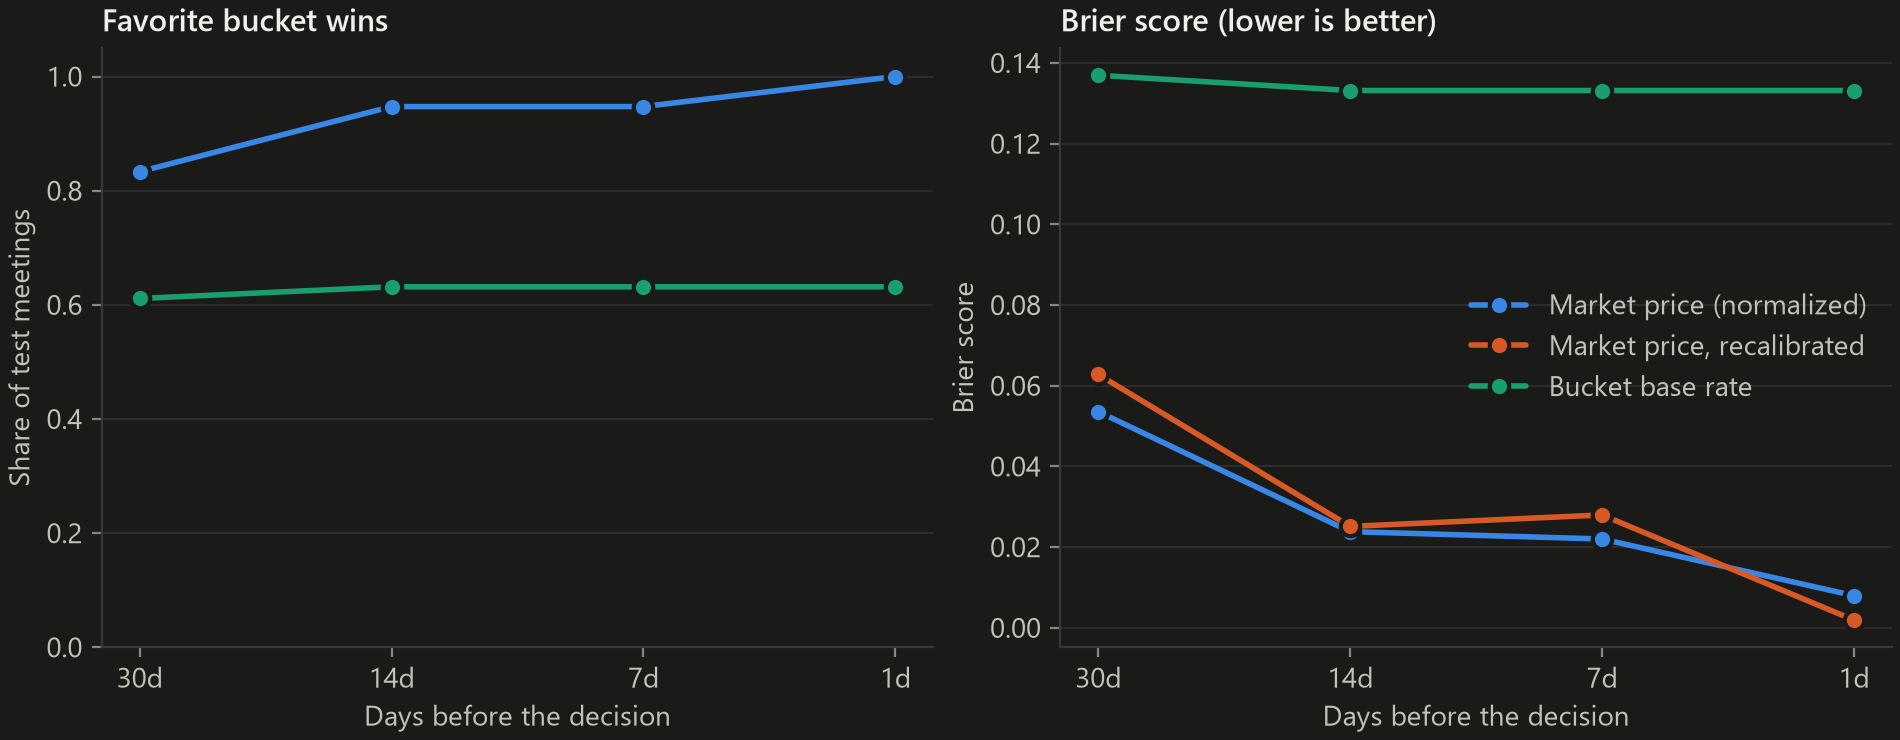 Favorite bucket wins
1.0
0.8
0.6
0.4
0.2
0.0
Share of test meetings
30d
14d
7d
1d
Days before the decision
Brier score (lower is better)
0.14
0.12
0.10
0.08
0.06
0.04
0.02
0.00
Brier score
Market price (normalized)
Market price, recalibrated
Bucket base rate
30d
14d
7d
1d
Days before the decision